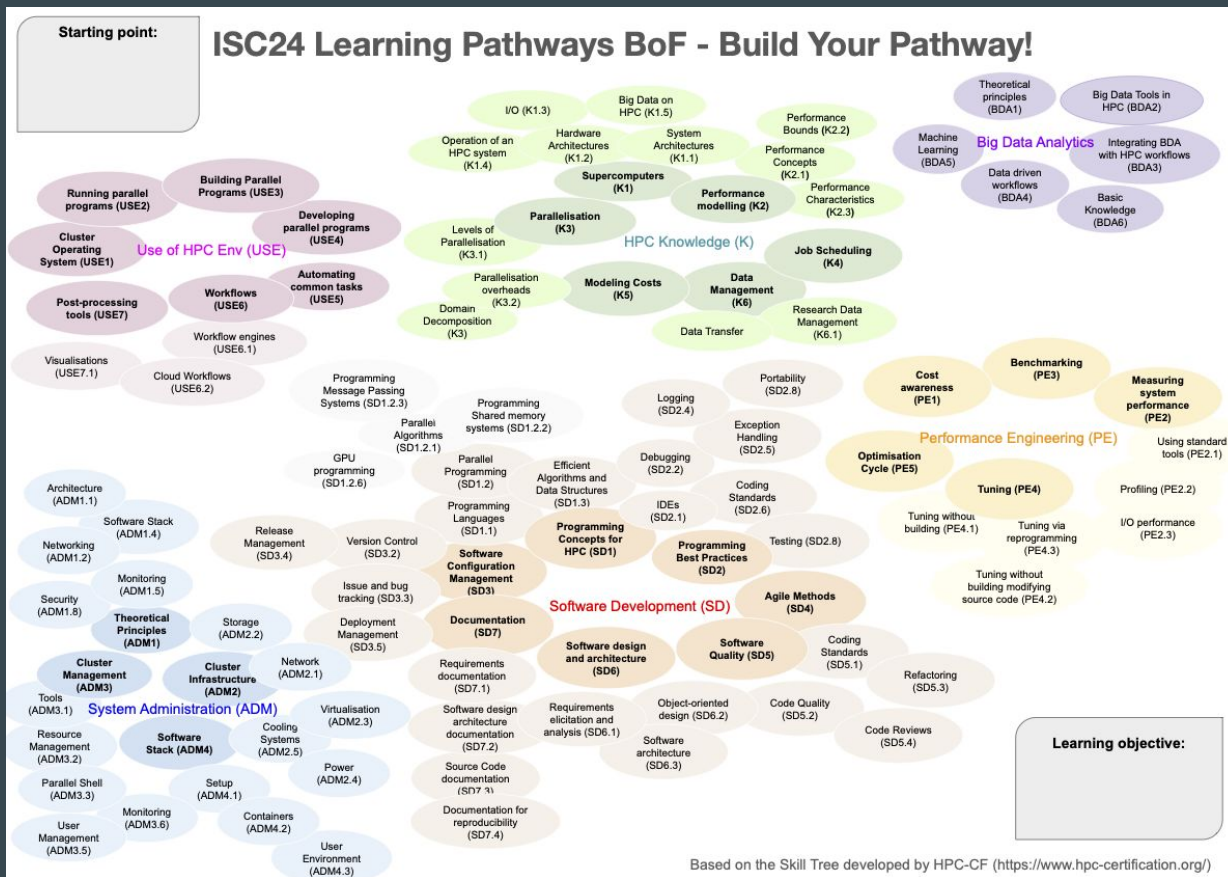 Starting point:
ISC24 Learning Pathways BoF - Build Your Pathway!
I/O (K1.3)
Big Data on
HPC (K1.5)
Operation of an
HPC system
(K1.4)
Hardware
Architectures
(K1.2)
System
Architectures
(K1.1)
Performance
Bounds (K2.2)
Performance
Concepts
(K2.1)
Performance
Characteristics
(K2.3)
Supercomputers
(K1)
Performance
modelling (K2)
Parallelisation
(K3)
HPC Knowledge (K)
Levels of
Parallelisation
(K3.1)
Job Scheduling
(K4)
Parallelisation
overheads
(K3.2)
Modeling Costs
(K5)
Data
Management
(K6)
Domain
Decomposition
(K3)
Data Transfer
Research Data
Management
(K6.1)
Theoretical
principles
(BDA1)
Big Data Tools in
HPC (BDA2)
Machine
Learning
(BDA5)
Big Data Analytics
Integrating BDA
with HPC workflows
(BDA3)
Data driven
workflows
(BDA4)
Basic
Knowledge
(BDA6)
Running parallel
programs (USE2)
Building Parallel
Programs (USE3)
Developing
parallel programs
(USE4)
Cluster
Operating
System (USE1)
Use of HPC Env (USE)
Automating
common tasks
(USE5)
Workflows
(USE6)
Post-processing
tools (USE7)
Workflow engines
(USE6.1)
Visualisations
(USE7.1)
Cloud Workflows
(USE6.2)
Programming
Message Passing
Systems (SD1.2.3)
Programming
Shared memory
systems (SD1.2.2)
Parallel
Algorithms
(SD1.2.1)
GPU
programming
(SD1.2.6)
Parallel
Programming
(SD1.2)
Efficient
Algorithms and
Data Structures
(SD1.3)
Programming
Languages
(SD1.1)
Logging
(SD2.4)
Portability
(SD2.8)
Exception
Handling
(SD2.5)
Debugging
(SD2.2)
Coding
Standards
(SD2.6)
IDEs
(SD2.1)
Testing (SD2.8)
Release
Management
(SD3.4)
Version Control
(SD3.2)
Issue and bug
tracking (SD3.3)
Deployment
Management
(SD3.5)
Software
Configuration
Management
(SD3)
Programming
Concepts for
HPC (SD1)
Programming
Best Practices
(SD2)
Software Development (SD)
Agile Methods
(SD4)
Documentation
(SD7)
Software design
and architecture
(SD6)
Software
Quality (SD5)
Coding
Standards
(SD5.1)
Refactoring
(SD5.3)
Requirements
documentation
(SD7.1)
Software design
architecture
documentation
(SD7.2)
Requirements
elicitation and
analysis (SD6.1)
Object-oriented
design (SD6.2)
Code Quality
(SD5.2)
Code Reviews
(SD5.4)
Software
architecture
(SD6.3)
Source Code
documentation
(SD7.3)
Documentation for
reproducibility
(SD7.4)
Cost
awareness
(PE1)
Benchmarking
(PE3)
Measuring
system
performance
(PE2)
Performance Engineering (PE)
Using standard
tools (PE2.1)
Optimisation
Cycle (PE5)
Tuning (PE4)
Profiling (PE2.2)
Tuning without
building (PE4.1)
Tuning via
reprogramming
(PE4.3)
I/O performance
(PE2.3)
Tuning without
building modifying
source code (PE4.2)
Architecture
(ADM1.1)
Software Stack
(ADM1.4)
Networking
(ADM1.2)
Monitoring
(ADM1.5)
Security
(ADM1.8)
Theoretical
Principles
(ADM1)
Storage
(ADM2.2)
Cluster
Management
(ADM3)
Cluster
Infrastructure
(ADM2)
Network
(ADM2.1)
Tools
(ADM3.1)
System Administration (ADM)
Virtualisation
(ADM2.3)
Resource
Management
(ADM3.2)
Software
Stack (ADM4)
Cooling
Systems
(ADM2.5)
Power
(ADM2.4)
Parallel Shell
(ADM3.3)
Setup
(ADM4.1)
Monitoring
(ADM3.6)
Containers
(ADM4.2)
User
Management
(ADM3.5)
User
Environment
(ADM4.3)
Learning objective:
Based on the Skill Tree developed by HPC-CF (https://www.hpc-certification.org/)